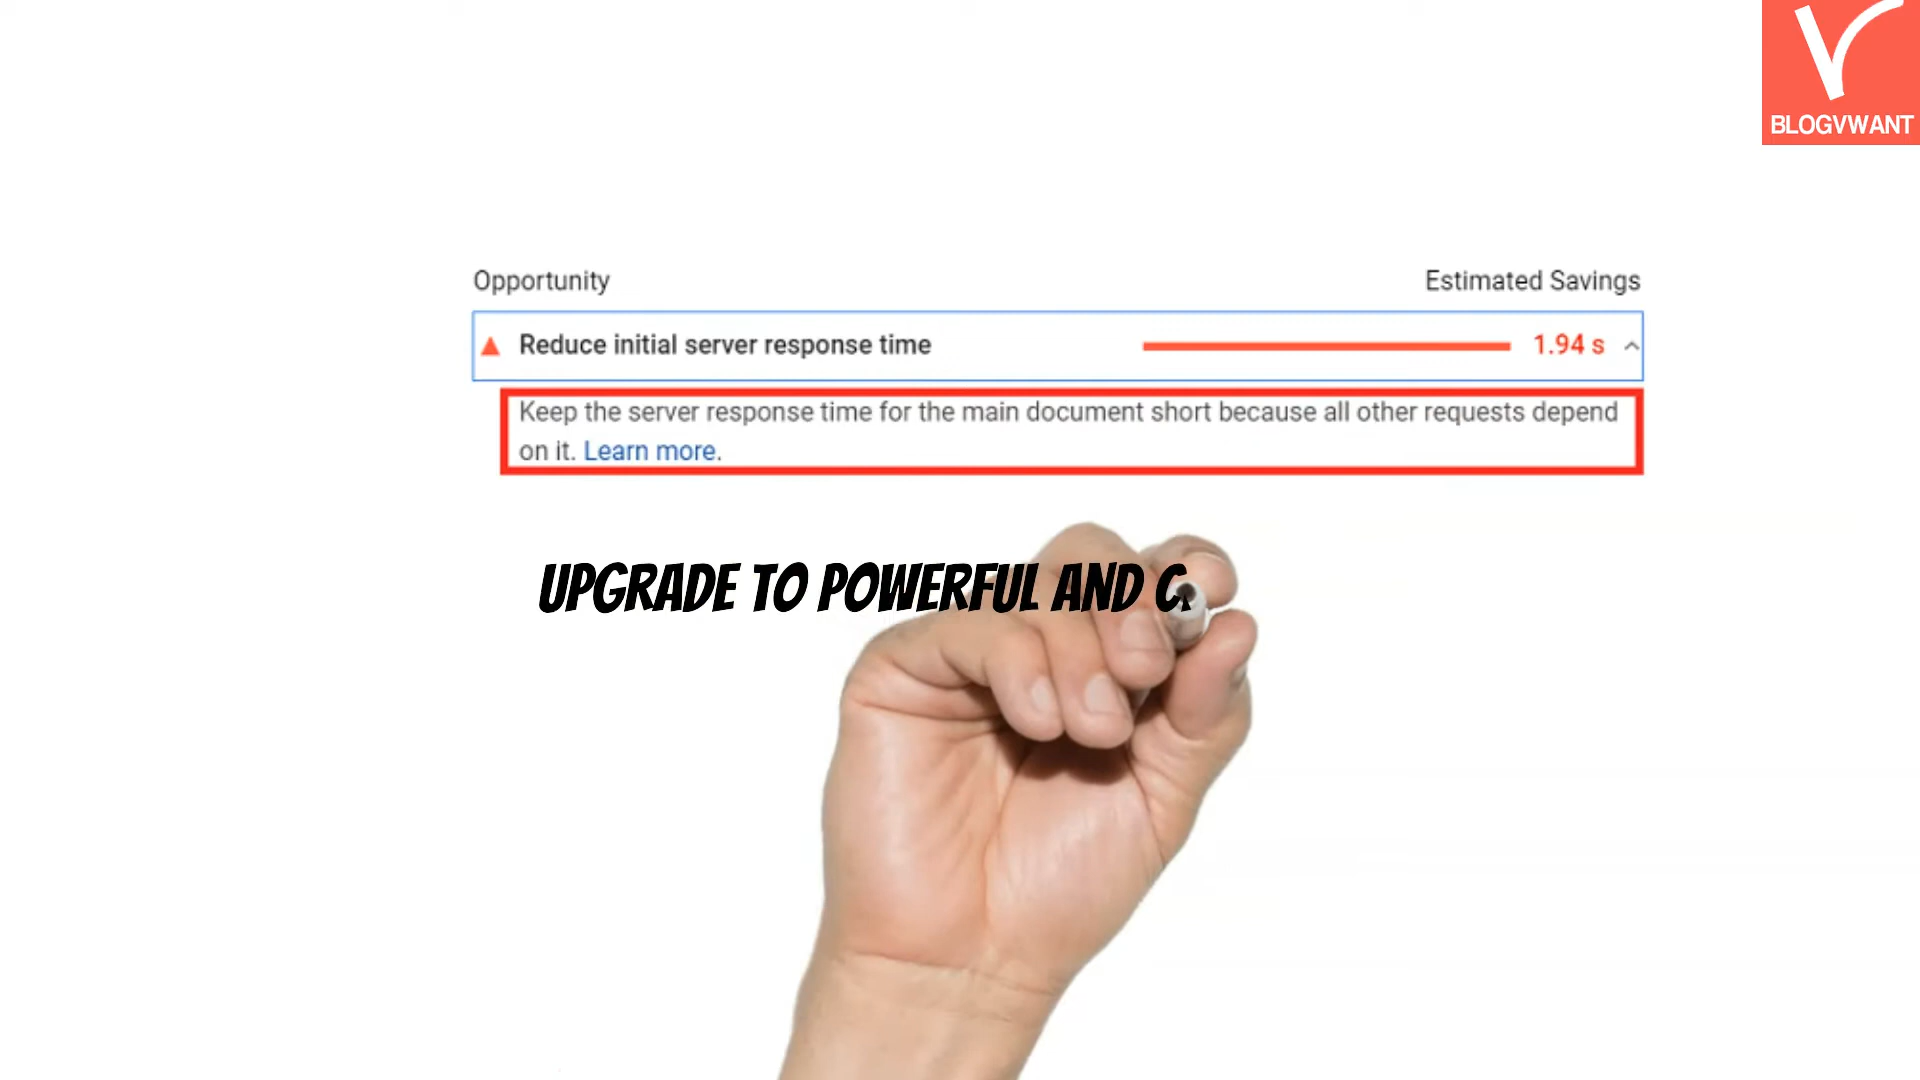 BLOGVWANT
Opportunity
Estimated Savings
Reduce initial server response time
1.94 s
Keep the server response time for the main document short because all other requests depend
on it. Learn more.
UPGRADE TO POWERFUL AND